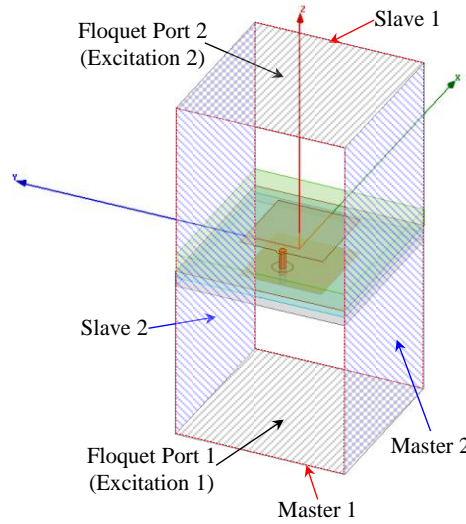 Floquet Port 2
(Excitation 2)
Slave 1
Z
X
Y
Slave 2
Master 2
Floquet Port 1
(Excitation 1)
Master 1